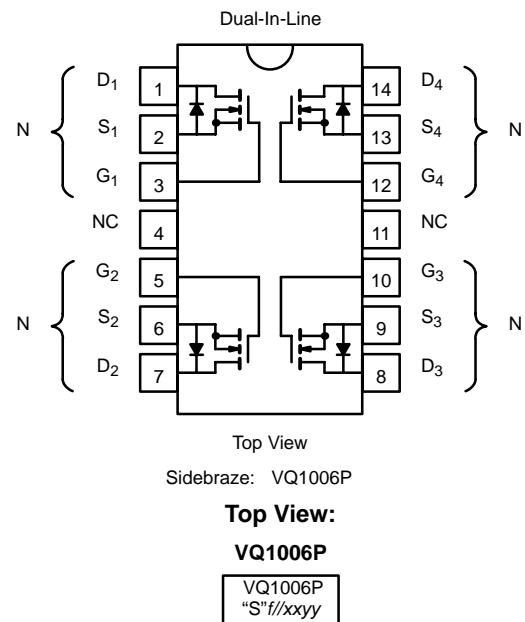 Dual-In-Line
D1 1 14 D4
N S1 2 13 S4 N
G1 3 12 G4
NC 4 11 NC
G2 5 10 G3
N S2 6 9 S3 N
D2 7 8 D3
Top View
Sidebraze: VQ1006P
Top View:
VQ1006P
VQ1006P
“S”f//xxyy